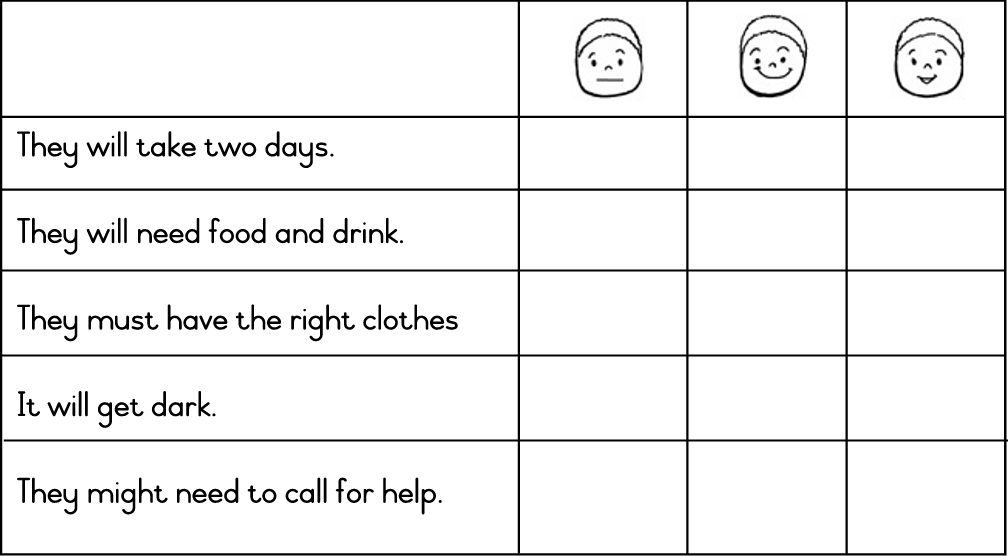 They will take two days.
They will need food and drink.
They must have the right clothes
It will get dark.
They might need to call for help.